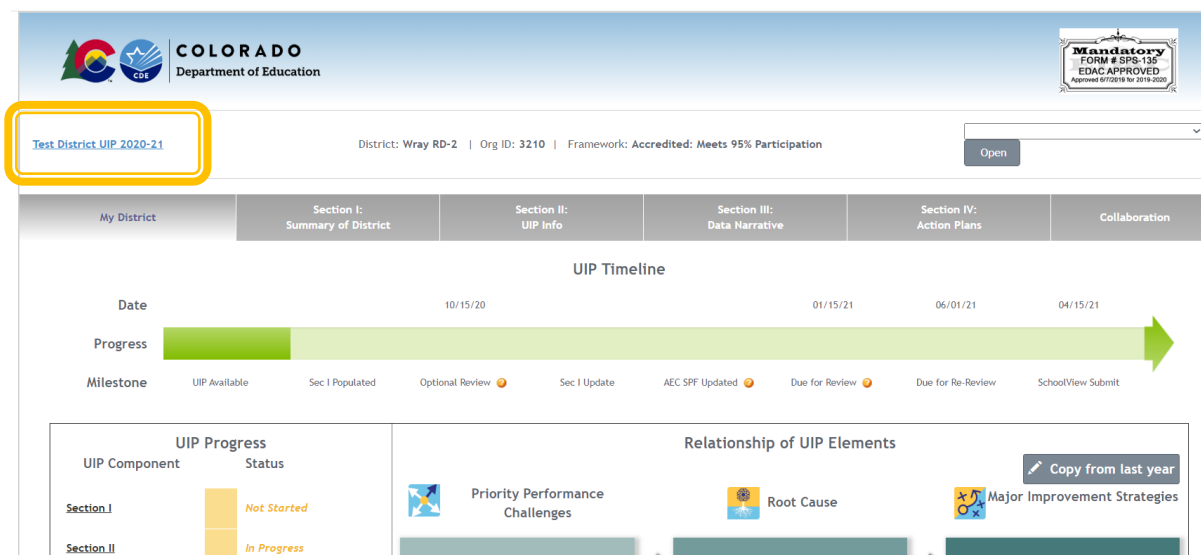 COLORADO
Department of Education
CDE
Mandatory
FORM # SPS-135
EDAC APPROVED
Approved 6/7/2019 for 2019-2020
Test District UIP 2020-21
District: Wray RD-2 | Org ID: 3210 | Framework: Accredited: Meets 95% Participation
Open
My District
Section I:
Summary of District
Section II:
UIP Info
Section III:
Data Narrative
Section IV:
Action Plans
Collaboration
UIP Timeline
Date 10/15/20 01/15/21 06/01/21 04/15/21
Progress
Milestone UIP Available Sec I Populated Optional Review Sec I Update AEC SPF Updated Due for Review Due for Re-Review SchoolView Submit
UIP Progress
UIP Component Status
Section I Not Started
Section II In Progress
Relationship of UIP Elements
Copy from last year
Priority Performance
Challenges
Root Cause
Major Improvement Strategies